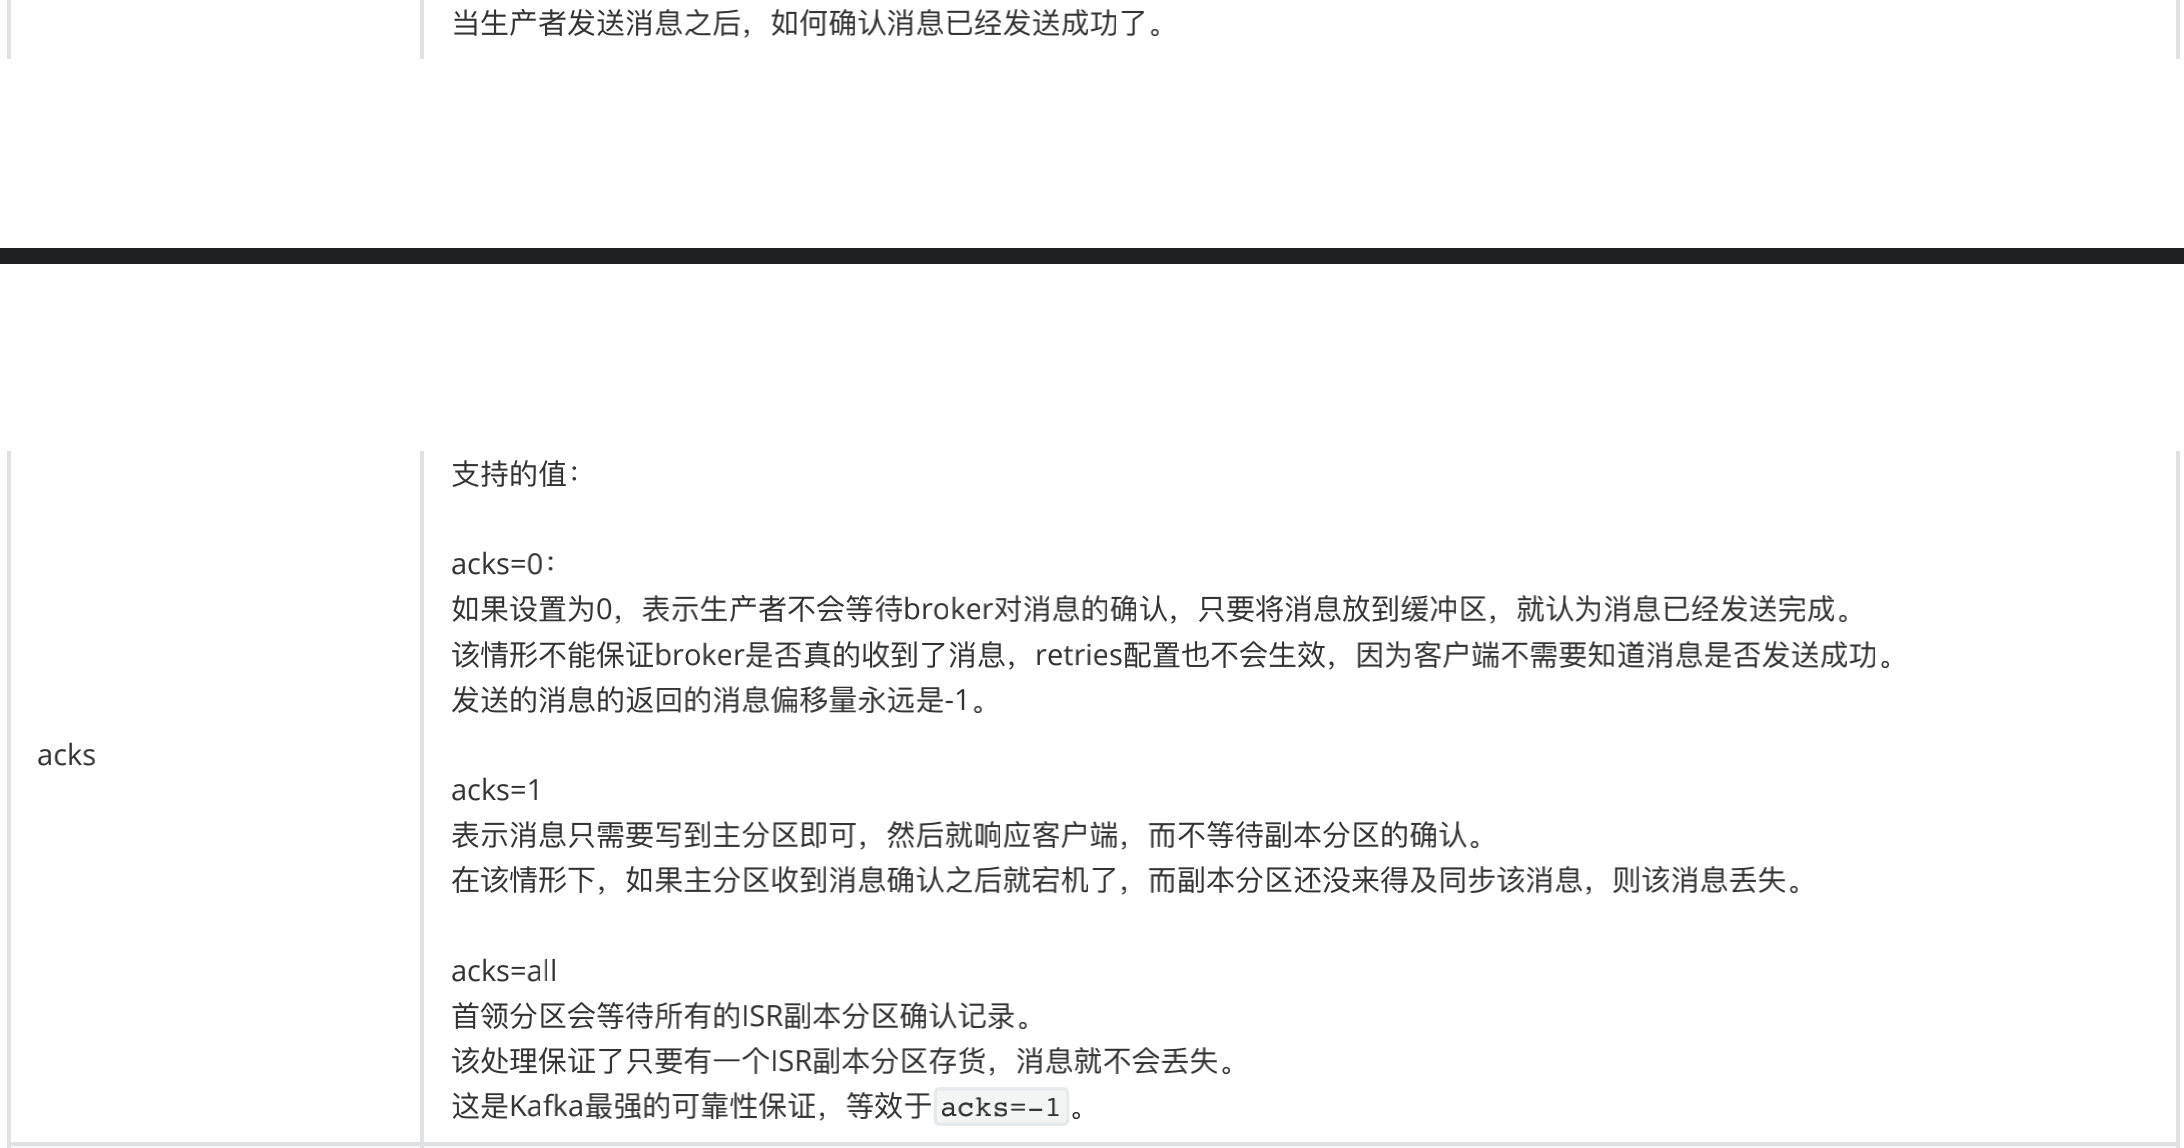 当生产者发送消息之后，如何确认消息已经发送成功了。
支持的值：
acks=0：
如果设置为0，表示生产者不会等待broker对消息的确认，只要将消息放到缓冲区，就认为消息已经发送完成。
该情形不能保证broker是否真的收到了消息，retries配置也不会生效，因为客户端不需要知道消息是否发送成功。
发送的消息的返回的消息偏移量永远是-1。
acks
acks=1
表示消息只需要写到主分区即可，然后就响应客户端，而不等待副本分区的确认。
在该情形下，如果主分区收到消息确认之后就宕机了，而副本分区还没来得及同步该消息，则该消息丢失。
acks=all
首领分区会等待所有的ISR副本分区确认记录。
该处理保证了只要有一个ISR副本分区存货，消息就不会丢失。
这是Kafka最强的可靠性保证，等效于acks=-1。